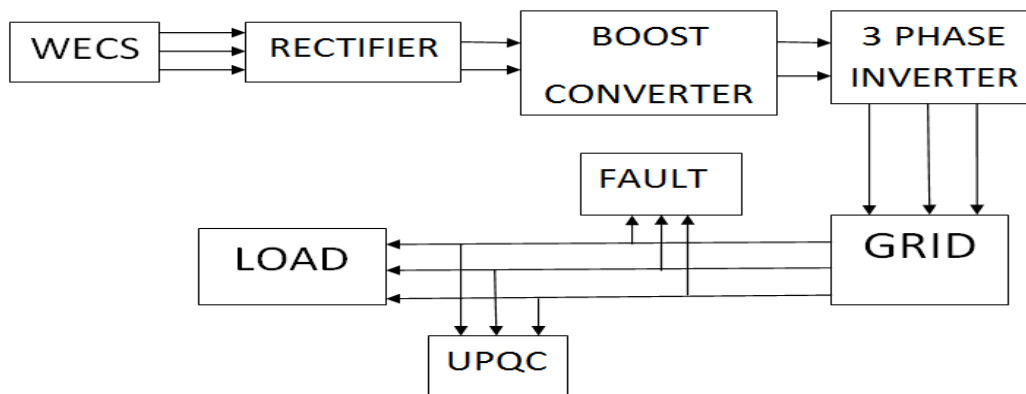 WECS
RECTIFIER
BOOST
CONVERTER
3 PHASE
INVERTER
FAULT
LOAD
GRID
UPQC